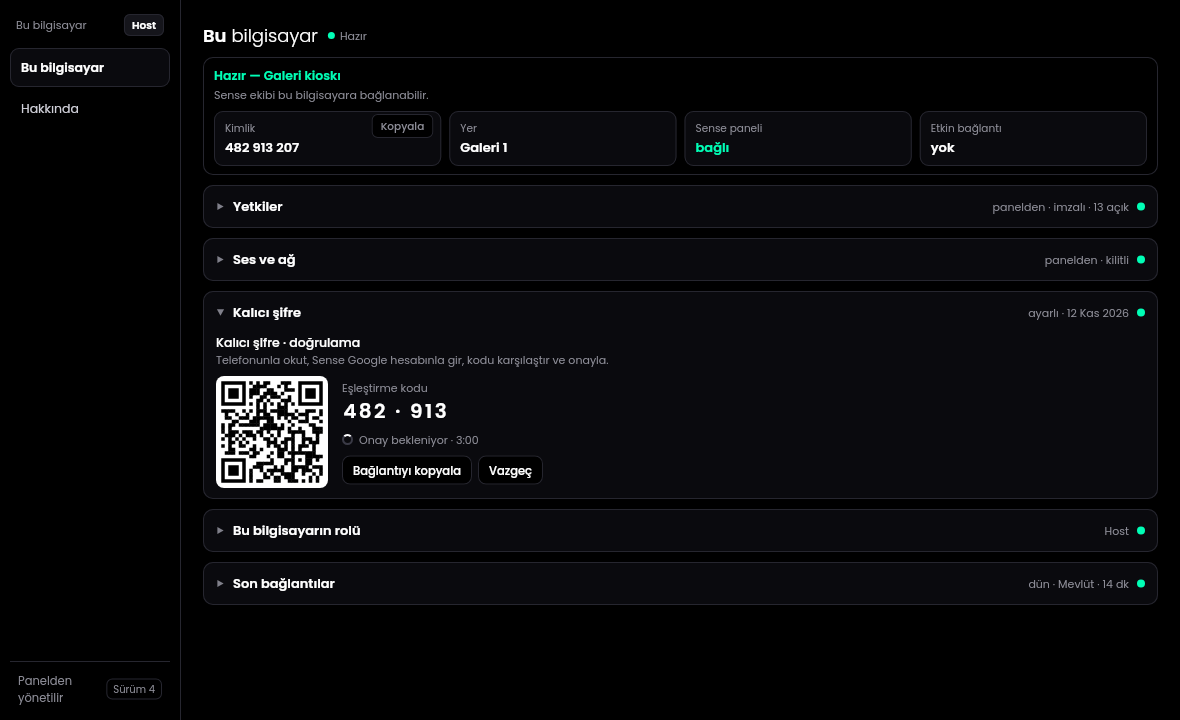 Bu bilgisayar
Host
Bu bilgisayar
Hakkında
Panelden
yönetilir
Sürüm 4
Bu bilgisayar
Hazır
Hazır — Galeri kioskı
Sense ekibi bu bilgisayara bağlanabilir.
Kimlik
Kopyala
482 913 207
Yer
Galeri 1
Sense paneli
bağlı
Etkin bağlantı
yok
Yetkiler
panelden · imzalı · 13 açık
Ses ve ağ
panelden · kilitli
Kalıcı şifre
ayarlı · 12 Kas 2026
Kalıcı şifre · doğrulama
Telefonunla okut, Sense Google hesabınla gir, kodu karşılaştır ve onayla.
Eşleştirme kodu
482 · 913
Onay bekleniyor · 3:00
Bağlantıyı kopyala
Vazgeç
Bu bilgisayarın rolü
Host
Son bağlantılar
dün · Mevlüt · 14 dk